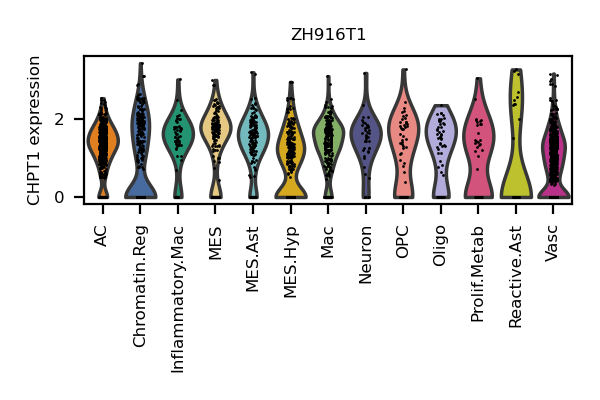 ZH916T1
CHPT1 expression
2
0
AC
Chromatin.Reg
Inflammatory.Mac
MES
MES.Ast
MES.Hyp
Mac
Neuron
OPC
Oligo
Prolif.Metab
Reactive.Ast
Vasc